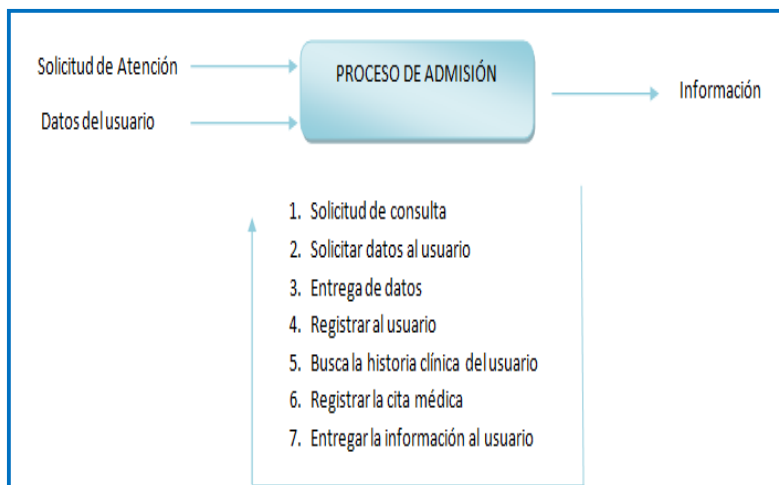 Solicitud de Atención
PROCESO DE ADMISIÓN
Información
Datos del usuario
1. Solicitud de consulta
2. Solicitar datos al usuario
3. Entrega de datos
4. Registrar al usuario
5. Busca la historia clínica del usuario
6. Registrar la cita médica
7. Entregar la información al usuario